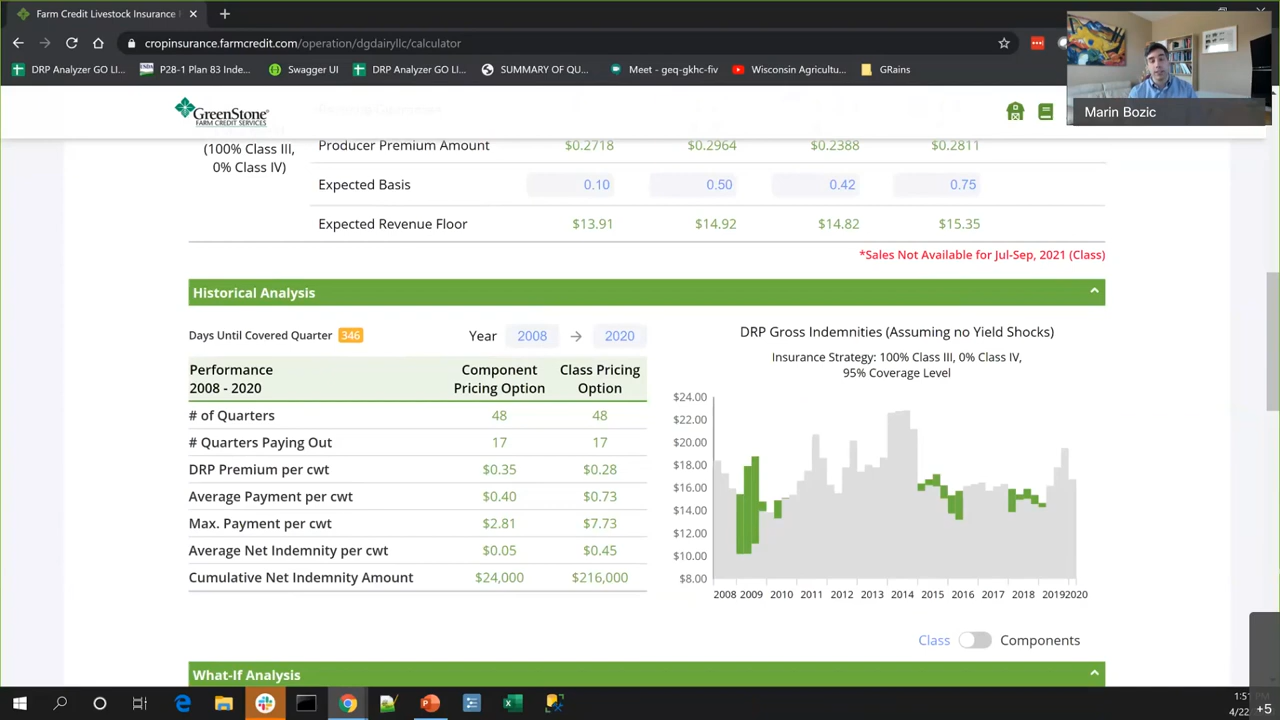 Farm Credit Livestock Insurance
cropinsurance.farmcredit.com/operation/dgdairyllc/calculator
DRP Analyzer GO LI... P28-1 Plan 83 Inde... Swagger UI DRP Analyzer GO LI... SUMMARY OF QU... Meet - geq-gkhc-fiv Wisconsin Agricultu... GRains
Marin Bozic
GREENSTONE
FARM CREDIT SERVICES
(100% Class III,
0% Class IV)
Producer Premium Amount $0.2718 $0.2964 $0.2388 $0.2811
Expected Basis 0.10 0.50 0.42 0.75
Expected Revenue Floor $13.91 $14.92 $14.82 $15.35
*Sales Not Available for Jul-Sep, 2021 (Class)
Historical Analysis
Days Until Covered Quarter 346 Year 2008 → 2020
Performance
2008 - 2020
Component
Pricing Option
Class Pricing
Option
# of Quarters 48 48
# Quarters Paying Out 17 17
DRP Premium per cwt $0.35 $0.28
Average Payment per cwt $0.40 $0.73
Max. Payment per cwt $2.81 $7.73
Average Net Indemnity per cwt $0.05 $0.45
Cumulative Net Indemnity Amount $24,000 $216,000
DRP Gross Indemnities (Assuming no Yield Shocks)
Insurance Strategy: 100% Class III, 0% Class IV,
95% Coverage Level
$24.00
$22.00
$20.00
$18.00
$16.00
$14.00
$12.00
$10.00
$8.00
2008 2009 2010 2011 2012 2013 2014 2015 2016 2017 2018 2019 2020
Class Components
What-If Analysis
+5